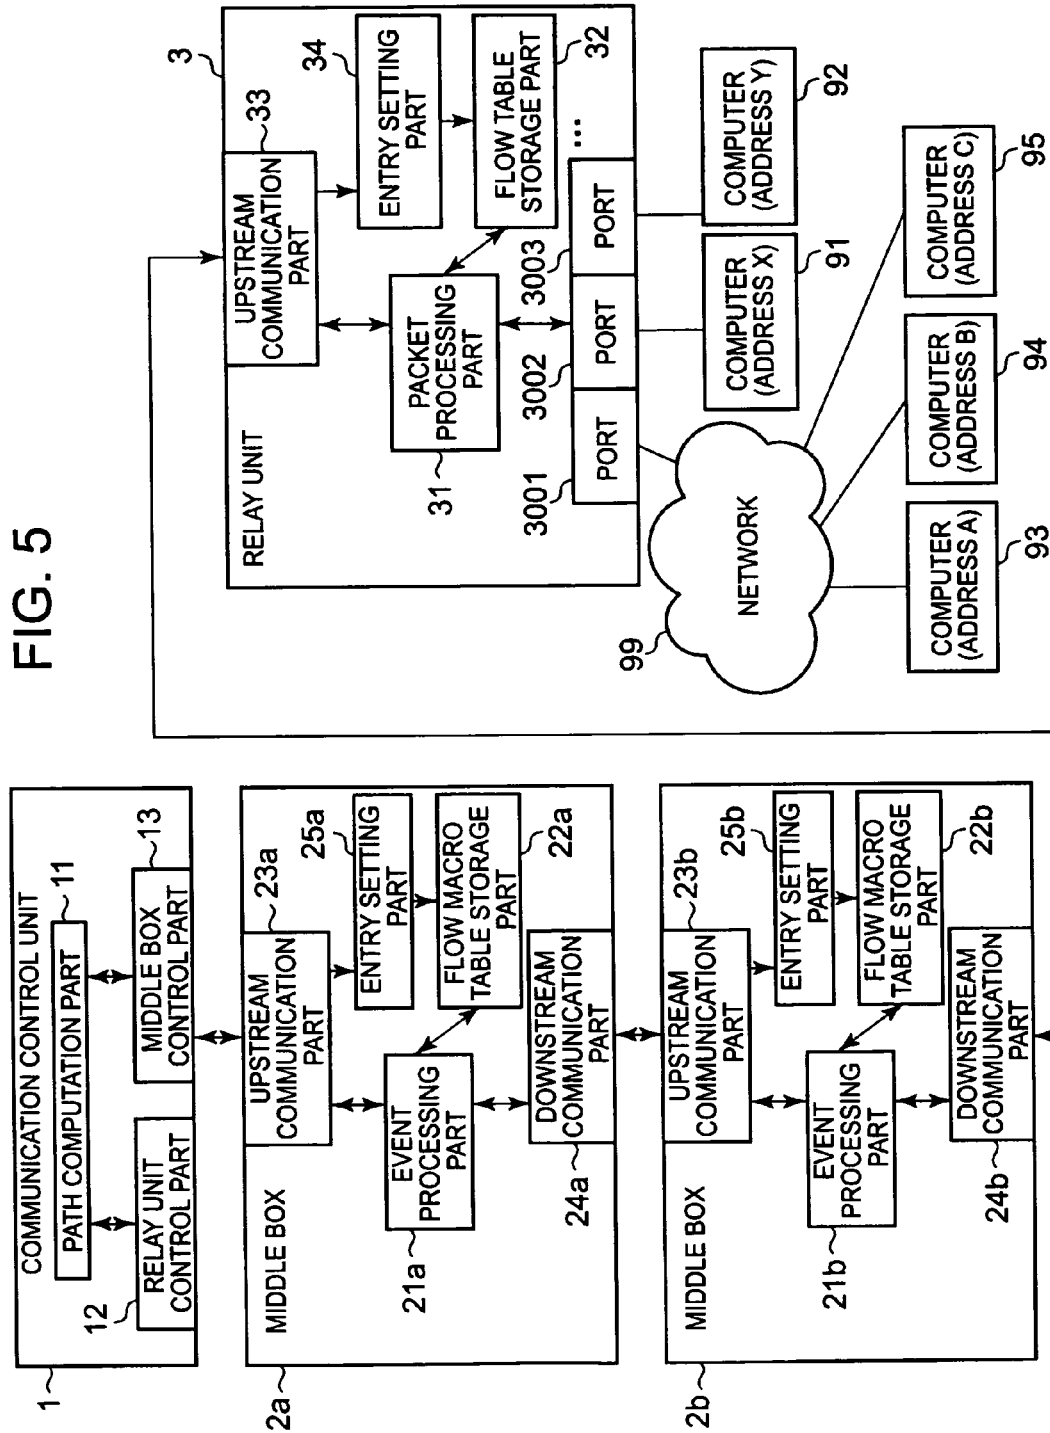 FIG. 5
1
COMMUNICATION CONTROL UNIT
PATH COMPUTATION PART
11
12
RELAY UNIT
CONTROL PART
MIDDLE BOX
CONTROL PART
13
2a
MIDDLE BOX
UPSTREAM
COMMUNICATION
PART
23a
25a
ENTRY SETTING
PART
EVENT
PROCESSING
PART
21a
FLOW MACRO
TABLE STORAGE
PART
22a
DOWNSTREAM
COMMUNICATION
PART
24a
2b
MIDDLE BOX
UPSTREAM
COMMUNICATION
PART
23b
25b
ENTRY SETTING
PART
EVENT
PROCESSING
PART
21b
FLOW MACRO
TABLE STORAGE
PART
22b
DOWNSTREAM
COMMUNICATION
PART
24b
3
RELAY UNIT
UPSTREAM
COMMUNICATION
PART
33
34
ENTRY SETTING
PART
PACKET
PROCESSING
PART
31
FLOW TABLE
STORAGE PART
32
3001
PORT
3002
PORT
3003
PORT
...
99
NETWORK
COMPUTER
(ADDRESS X)
91
COMPUTER
(ADDRESS Y)
92
COMPUTER
(ADDRESS A)
93
COMPUTER
(ADDRESS B)
94
COMPUTER
(ADDRESS C)
95